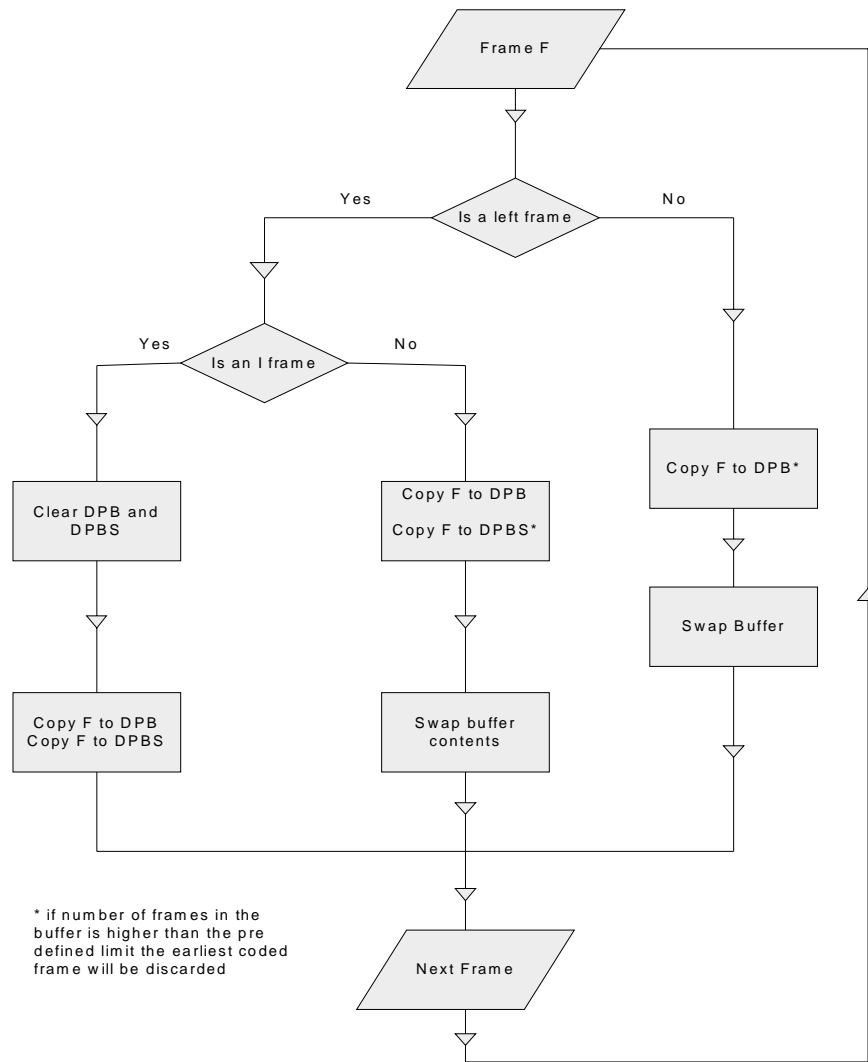 Frame F
Yes
Is a left frame
No
Yes
Is an I frame
No
Clear DPB and
DPBS
Copy F to DPB
Copy F to DPBS*
Copy F to DPB*
Swap Buffer
Copy F to DPB
Copy F to DPBS
Swap buffer
contents
* if number of frames in the
buffer is higher than the pre
defined limit the earliest coded
frame will be discarded
Next Frame